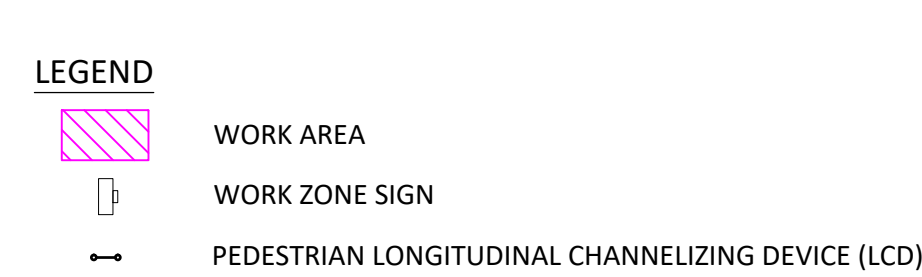 LEGEND
WORK AREA
WORK ZONE SIGN
PEDESTRIAN LONGITUDINAL CHANNELIZING DEVICE (LCD)